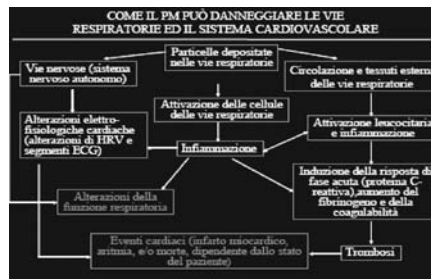 COME IL PM PUÒ DANNEGGIARE LE VIE
RESPIRATORIE ED IL SISTEMA CARDIOVASCOLARE
Particelle depositate
nelle vie respiratorie
Vie nervose (sistema
nervoso autonomo)
Circolazione e tessuti esterni
delle vie respiratorie
Attivazione delle cellule
delle vie respiratorie
Alterazioni elettro-
fisiologiche cardiache
(alterazioni di HRV e
segmenti ECG)
Attivazione leucocitaria
e infiammazione
Infiammazione
Induzione della risposta di
fase acuta (proteina C-
reattiva),aumento del
fibrinogeno e della
coagulabilità
Alterazioni della
funzione respiratoria
Eventi cardiaci (infarto miocardico,
aritmia, e/o morte, dipendente dallo stato
del paziente)
Trombosi